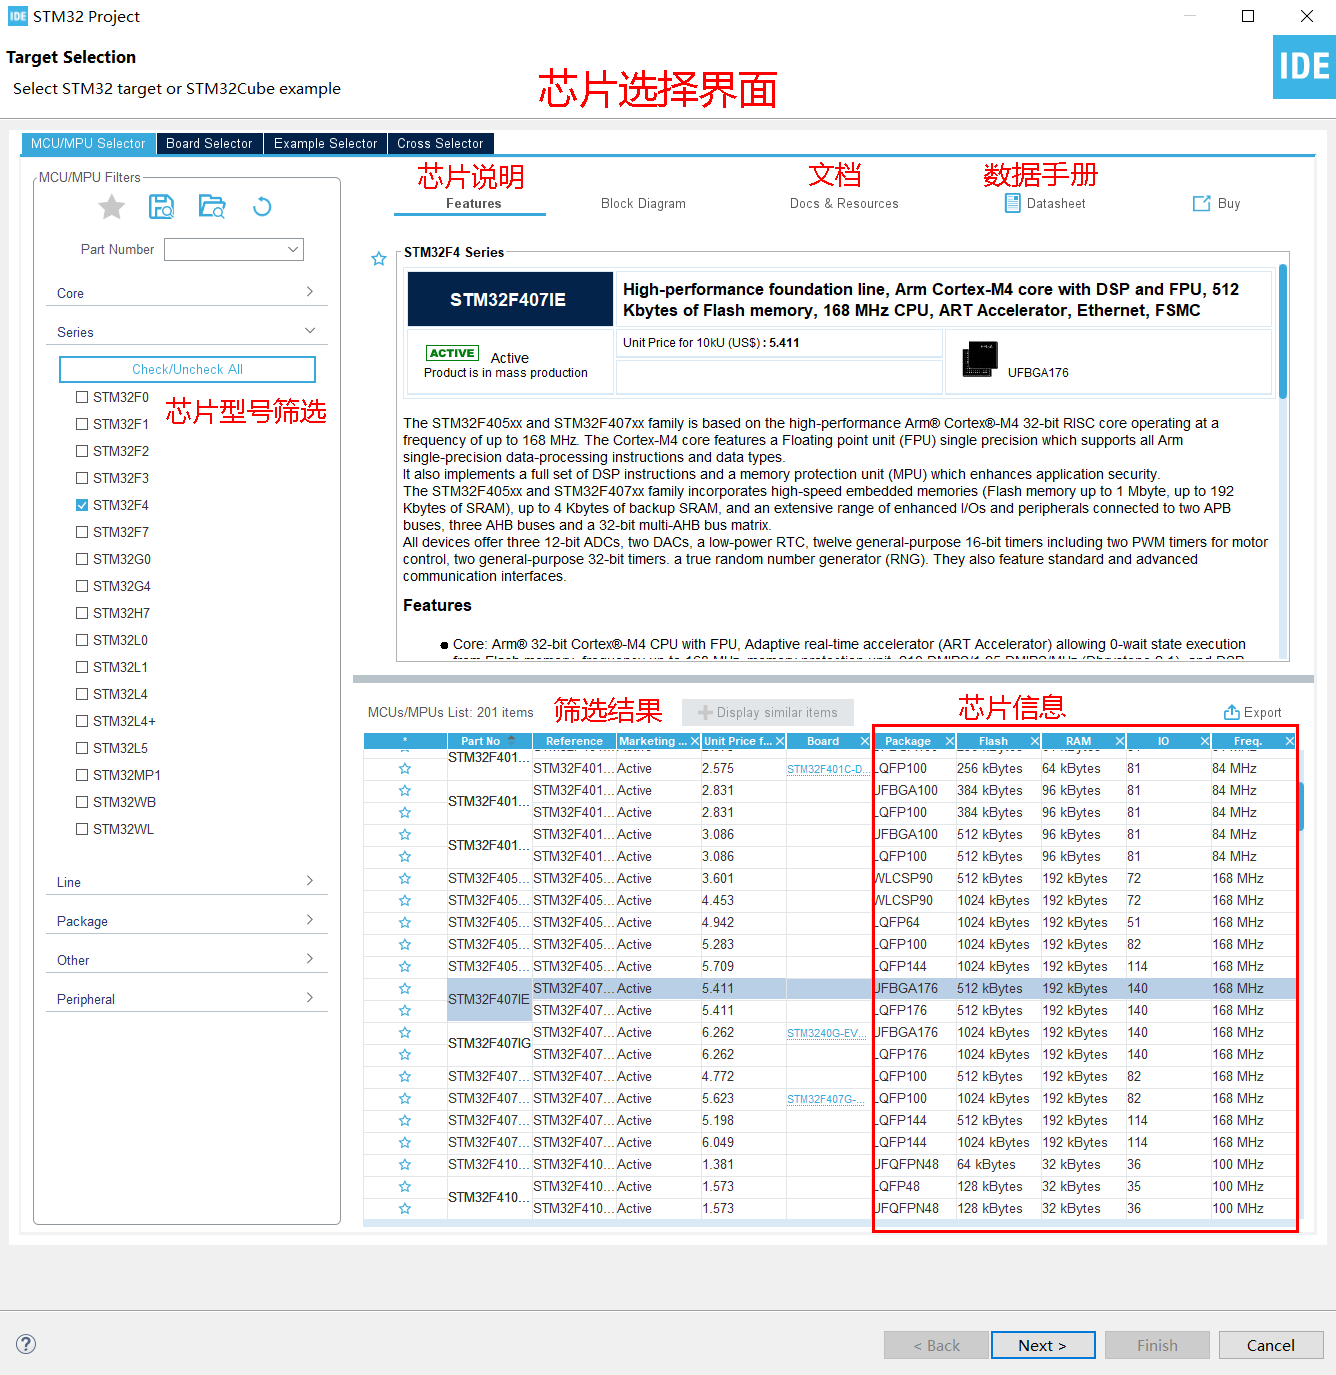 IDE STM32 Project
Target Selection
Select STM32 target or STM32Cube example
芯片选择界面
IDE
MCU/MPU Selector Board Selector Example Selector Cross Selector
MCU/MPU Filters
Part Number
Core
Series
Check/Uncheck All
芯片型号筛选
STM32F0
STM32F1
STM32F2
STM32F3
STM32F4
STM32F7
STM32G0
STM32G4
STM32H7
STM32L0
STM32L1
STM32L4
STM32L4+
STM32L5
STM32MP1
STM32WB
STM32WL
Line
Package
Other
Peripheral
芯片说明 文档 数据手册
Features Block Diagram Docs & Resources Datasheet Buy
STM32F4 Series
STM32F407IE
High-performance foundation line, Arm Cortex-M4 core with DSP and FPU, 512
Kbytes of Flash memory, 168 MHz CPU, ART Accelerator, Ethernet, FSMC
ACTIVE Active
Product is in mass production
Unit Price for 10kU (US$) : 5.411
UFBGA176
The STM32F405xx and STM32F407xx family is based on the high-performance Arm® Cortex®-M4 32-bit RISC core operating at a
frequency of up to 168 MHz. The Cortex-M4 core features a Floating point unit (FPU) single precision which supports all Arm
single-precision data-processing instructions and data types.
It also implements a full set of DSP instructions and a memory protection unit (MPU) which enhances application security.
The STM32F405xx and STM32F407xx family incorporates high-speed embedded memories (Flash memory up to 1 Mbyte, up to 192
Kbytes of SRAM), up to 4 Kbytes of backup SRAM, and an extensive range of enhanced I/Os and peripherals connected to two APB
buses, three AHB buses and a 32-bit multi-AHB bus matrix.
All devices offer three 12-bit ADCs, two DACs, a low-power RTC, twelve general-purpose 16-bit timers including two PWM timers for motor
control, two general-purpose 32-bit timers. a true random number generator (RNG). They also feature standard and advanced
communication interfaces.
Features
● Core: Arm® 32-bit Cortex®-M4 CPU with FPU, Adaptive real-time accelerator (ART Accelerator) allowing 0-wait state execution
MCUs/MPUs List: 201 items 筛选结果 Display similar items 芯片信息 Export
* Part No Reference Marketing ... Unit Price f... Board Package Flash RAM IO Freq.
STM32F401...
STM32F401... Active 2.575 STM32F401C-D... LQFP100 256 kBytes 64 kBytes 81 84 MHz
STM32F401... STM32F401... Active 2.831 UFBGA100 384 kBytes 96 kBytes 81 84 MHz
STM32F401... Active 2.831 LQFP100 384 kBytes 96 kBytes 81 84 MHz
STM32F401... STM32F401... Active 3.086 UFBGA100 512 kBytes 96 kBytes 81 84 MHz
STM32F401... Active 3.086 LQFP100 512 kBytes 96 kBytes 81 84 MHz
STM32F405... STM32F405... Active 3.601 WLCSP90 512 kBytes 192 kBytes 72 168 MHz
STM32F405... STM32F405... Active 4.453 WLCSP90 1024 kBytes 192 kBytes 72 168 MHz
STM32F405... STM32F405... Active 4.942 LQFP64 1024 kBytes 192 kBytes 51 168 MHz
STM32F405... STM32F405... Active 5.283 LQFP100 1024 kBytes 192 kBytes 82 168 MHz
STM32F405... STM32F405... Active 5.709 LQFP144 1024 kBytes 192 kBytes 114 168 MHz
STM32F407IE STM32F407... Active 5.411 UFBGA176 512 kBytes 192 kBytes 140 168 MHz
STM32F407... Active 5.411 LQFP176 512 kBytes 192 kBytes 140 168 MHz
STM32F407IG STM32F407... Active 6.262 STM3240G-EV... UFBGA176 1024 kBytes 192 kBytes 140 168 MHz
STM32F407... Active 6.262 LQFP176 1024 kBytes 192 kBytes 140 168 MHz
STM32F407... STM32F407... Active 4.772 LQFP100 512 kBytes 192 kBytes 82 168 MHz
STM32F407... STM32F407... Active 5.623 STM32F407G-... LQFP100 1024 kBytes 192 kBytes 82 168 MHz
STM32F407... STM32F407... Active 5.198 LQFP144 512 kBytes 192 kBytes 114 168 MHz
STM32F407... STM32F407... Active 6.049 LQFP144 1024 kBytes 192 kBytes 114 168 MHz
STM32F410... STM32F410... Active 1.381 UFQFPN48 64 kBytes 32 kBytes 36 100 MHz
STM32F410... STM32F410... Active 1.573 LQFP48 128 kBytes 32 kBytes 35 100 MHz
STM32F410... Active 1.573 UFQFPN48 128 kBytes 32 kBytes 36 100 MHz
? < Back Next > Finish Cancel